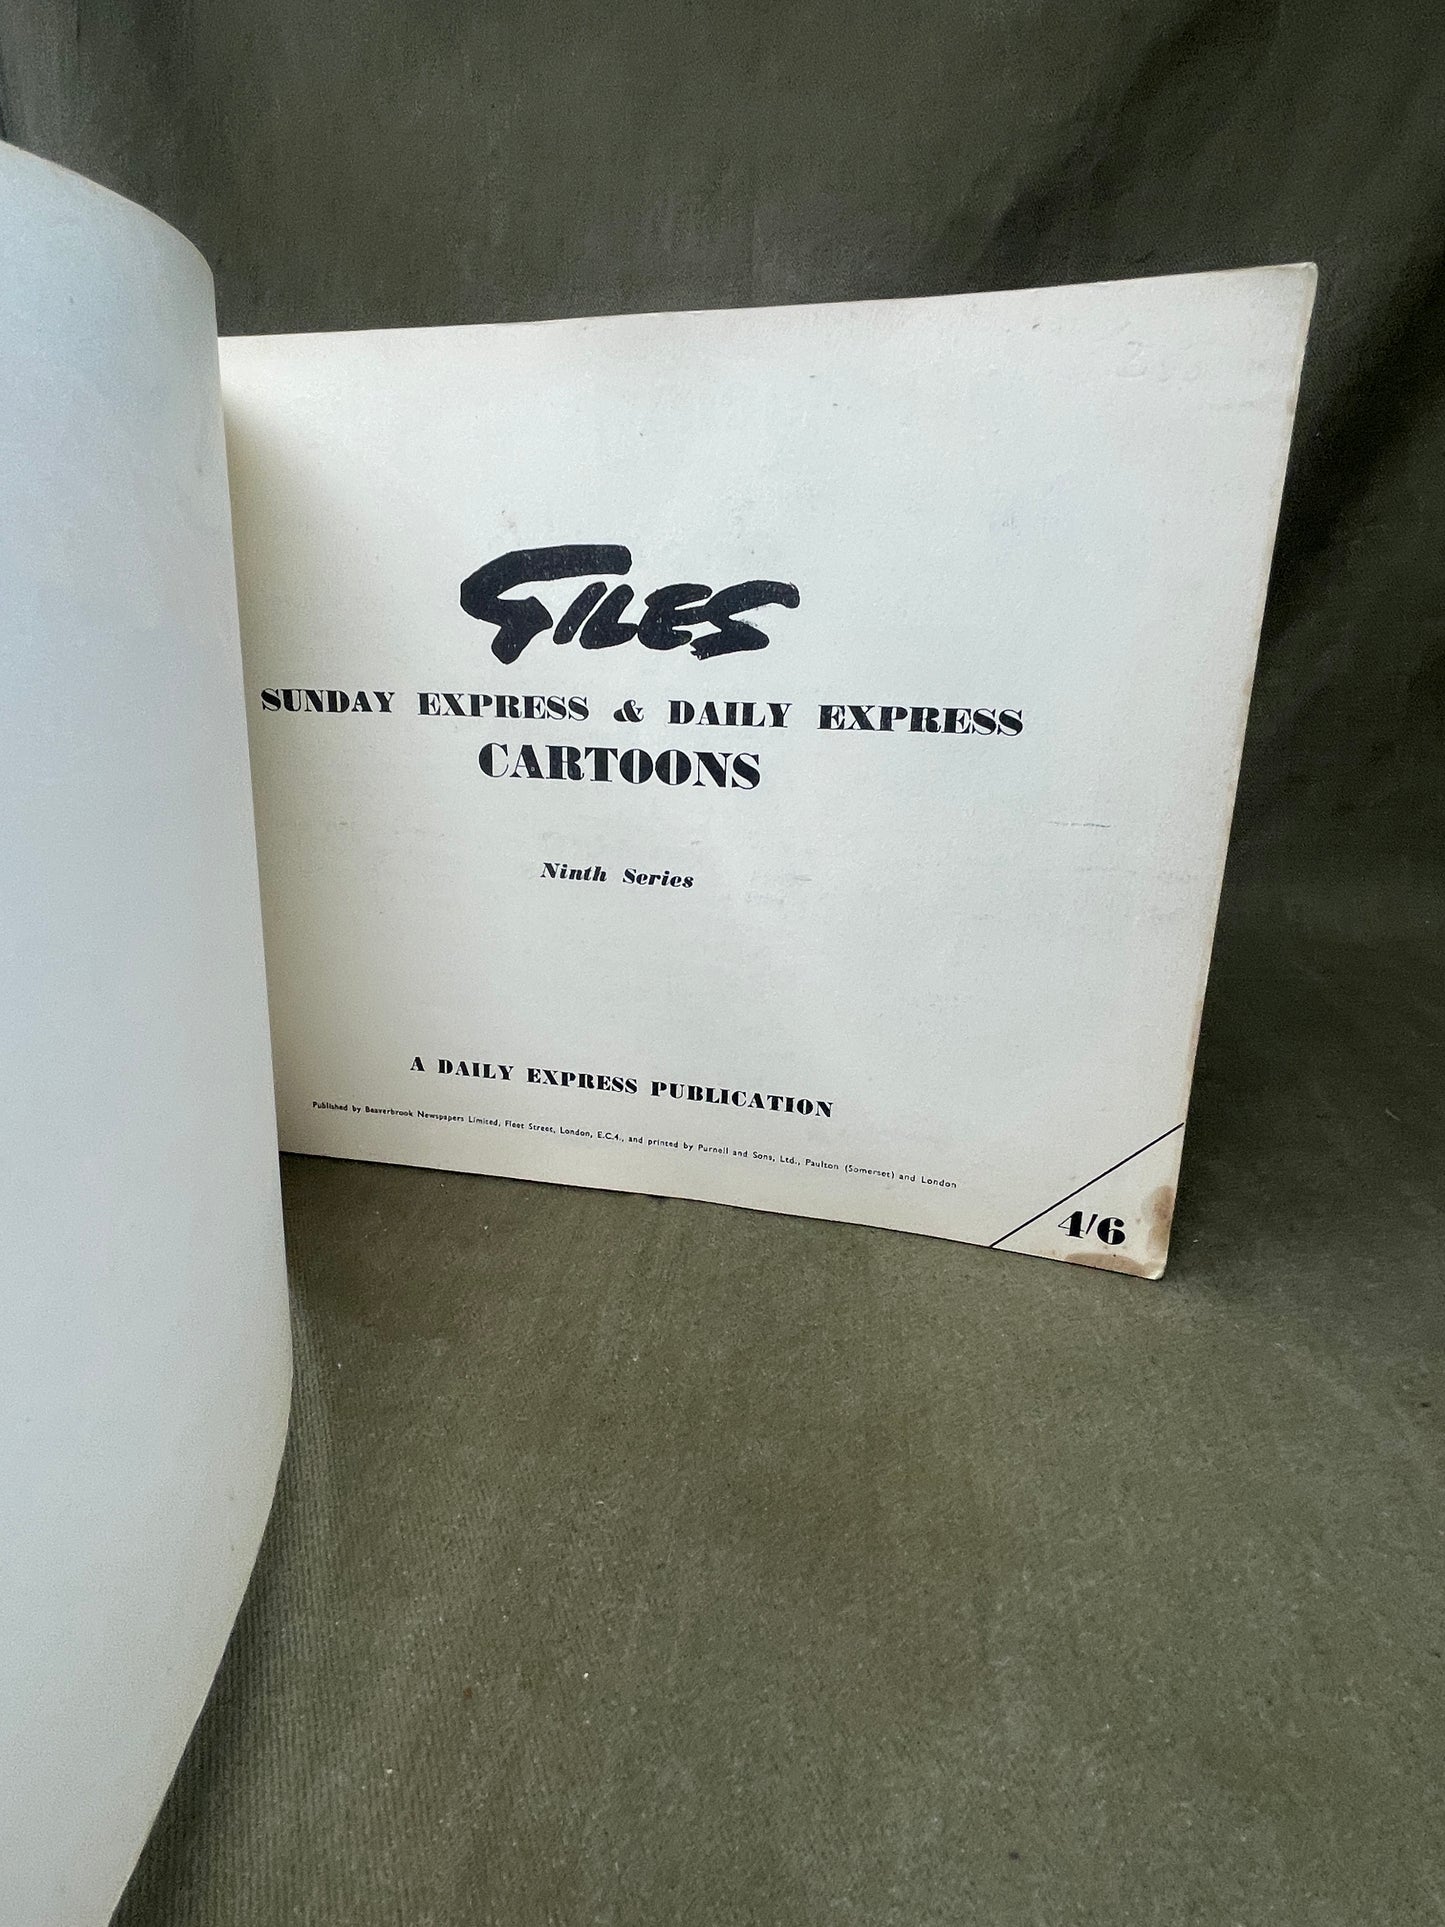 GILES
SUNDAY EXPRESS & DAILY EXPRESS
CARTOONS
Ninth Series
A DAILY EXPRESS PUBLICATION
Published by Beaverbrook Newspapers Limited, Fleet Street, London, E.C.4., and printed by Purnell and Sons, Ltd., Paulton (Somerset) and London
4/6